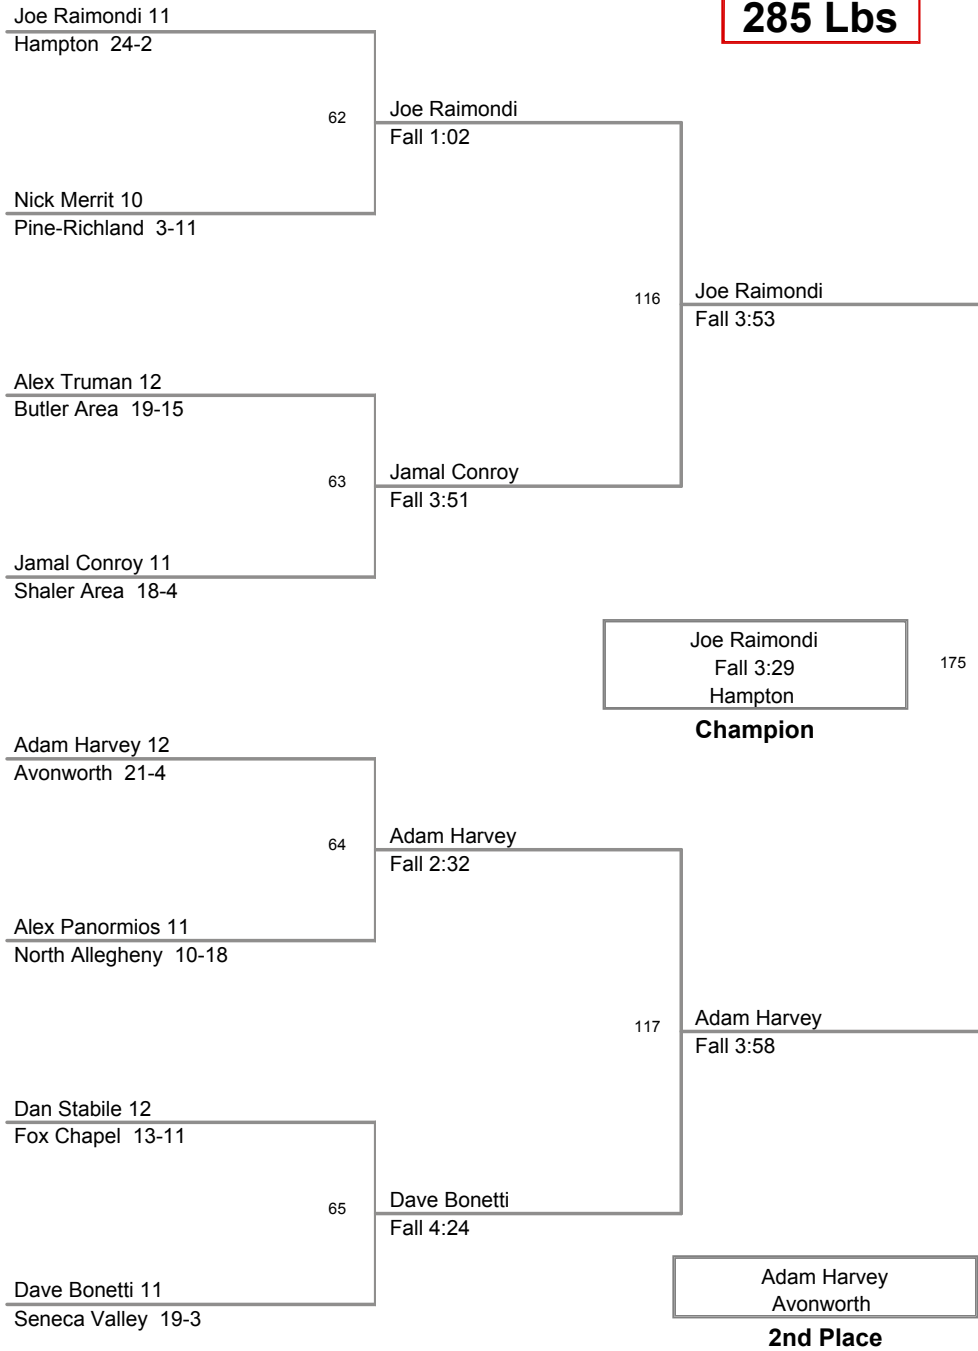 285 Lbs
Joe Raimondi 11
Hampton 24-2
62
Joe Raimondi
Fall 1:02
Nick Merrit 10
Pine-Richland 3-11
116
Joe Raimondi
Fall 3:53
Alex Truman 12
Butler Area 19-15
63
Jamal Conroy
Fall 3:51
Jamal Conroy 11
Shaler Area 18-4
Joe Raimondi
Fall 3:29
Hampton
175
Champion
Adam Harvey 12
Avonworth 21-4
64
Adam Harvey
Fall 2:32
Alex Panormios 11
North Allegheny 10-18
117
Adam Harvey
Fall 3:58
Dan Stabile 12
Fox Chapel 13-11
65
Dave Bonetti
Fall 4:24
Dave Bonetti 11
Seneca Valley 19-3
Adam Harvey
Avonworth
2nd Place